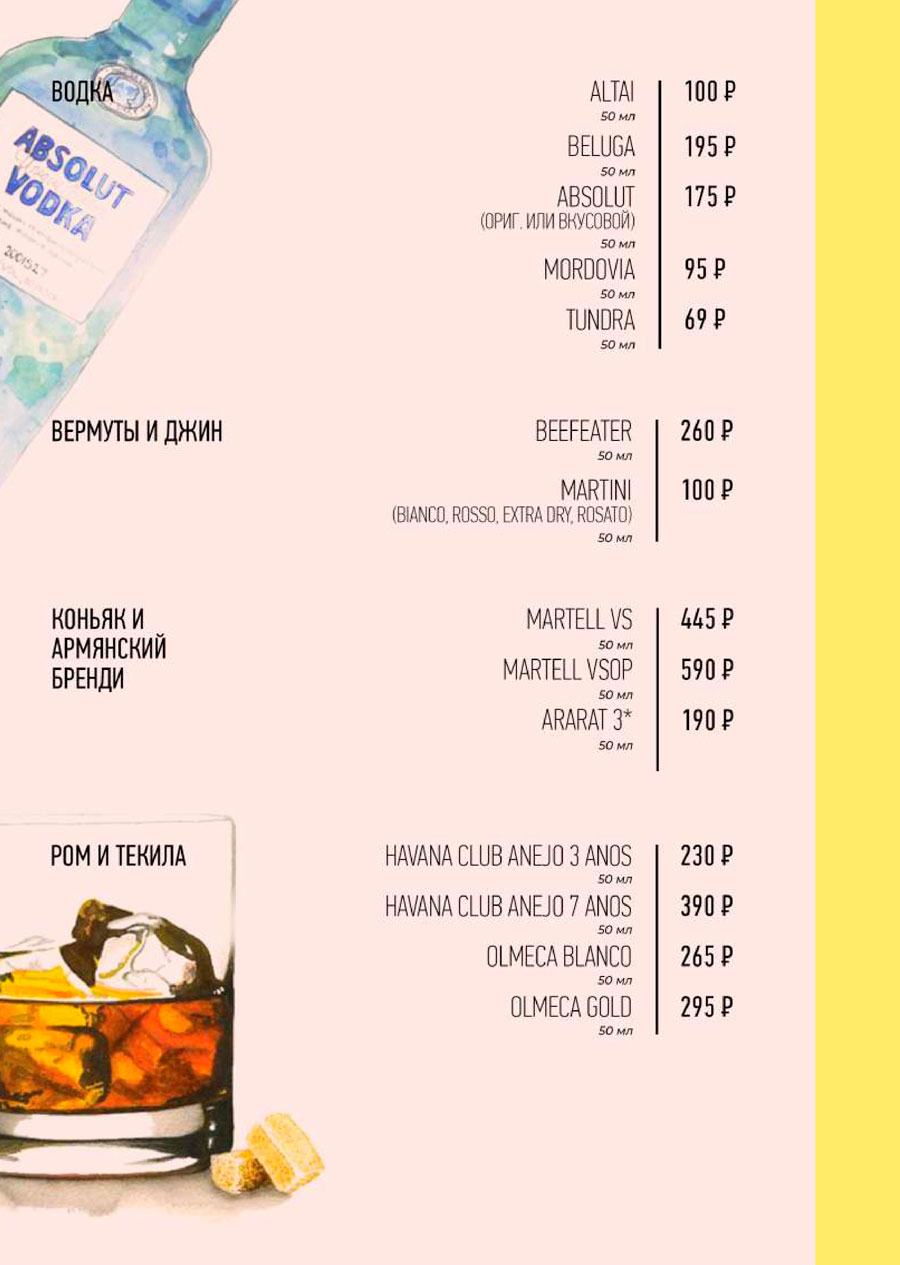 ВОДКА
ALTAI 100 ₽
50 мл
BELUGA 195 ₽
50 мл
ABSOLUT 175 ₽
(ОРИГ. ИЛИ ВКУСОВОЙ)
50 мл
MORDOVIA 95 ₽
50 мл
TUNDRA 69 ₽
50 мл
ABSOLUT
VODKA
ВЕРМУТЫ И ДЖИН
BEEFEATER 260 ₽
50 мл
MARTINI 100 ₽
(BIANCO, ROSSO, EXTRA DRY, ROSATO)
50 мл
КОНЬЯК И
АРМЯНСКИЙ
БРЕНДИ
MARTELL VS 445 ₽
50 мл
MARTELL VSOP 590 ₽
50 мл
ARARAT 3* 190 ₽
50 мл
РОМ И ТЕКИЛА
HAVANA CLUB ANEJO 3 ANOS 230 ₽
50 мл
HAVANA CLUB ANEJO 7 ANOS 390 ₽
50 мл
OLMECA BLANCO 265 ₽
50 мл
OLMECA GOLD 295 ₽
50 мл